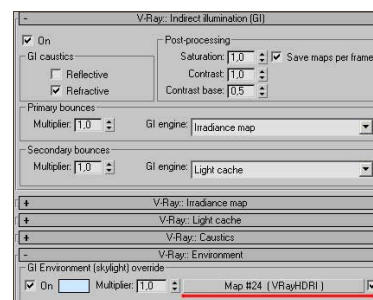 - V-Ray:: Indirect illumination (GI)
On
GI caustics
Reflective
Refractive
Post-processing
Saturation: 1,0
Save maps per frame
Contrast: 1,0
Contrast base: 0,5
Primary bounces
Multiplier: 1,0 GI engine: Irradiance map
Secondary bounces
Multiplier: 1,0 GI engine: Light cache
+ V-Ray:: Irradiance map
+ V-Ray:: Light cache
+ V-Ray:: Caustics
- V-Ray:: Environment
GI Environment (skylight) override
On Multiplier: 1,0 Map #24 ( VRayHDRI )